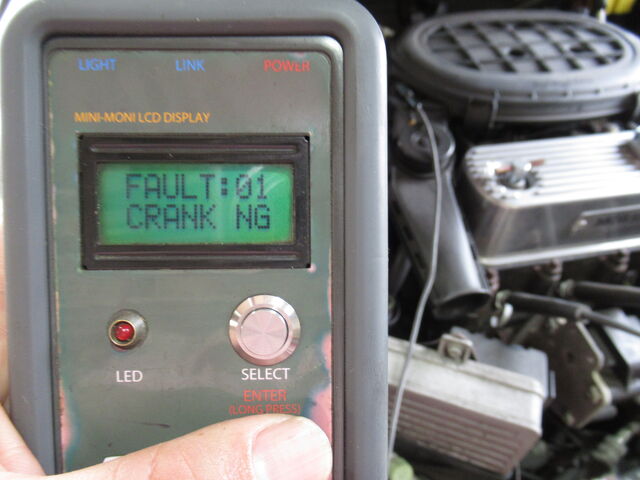 LIGHT LINK POWER
MINI-MONI LCD DISPLAY
FAULT:01
CRANK NG
LED SELECT
ENTER
(LONG PRESS)